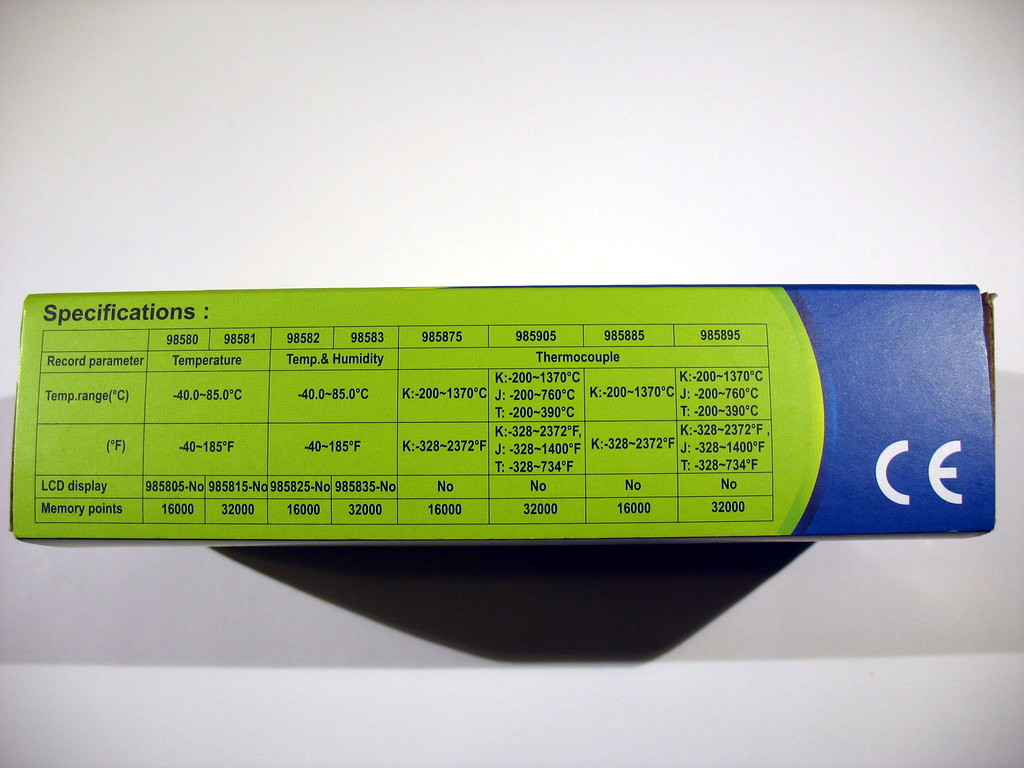 Specifications :
98580 98581 98582 98583 985875 985905 985885 985895
Record parameter Temperature Temp.& Humidity Thermocouple
Temp.range(°C) -40.0~85.0°C -40.0~85.0°C K:-200~1370°C K:-200~1370°C J: -200~760°C T: -200~390°C K:-200~1370°C K:-200~1370°C J: -200~760°C T: -200~390°C
(°F) -40~185°F -40~185°F K:-328~2372°F K:-328~2372°F, J: -328~1400°F T: -328~734°F K:-328~2372°F K:-328~2372°F , J: -328~1400°F T: -328~734°F
LCD display 985805-No 985815-No 985825-No 985835-No No No No No
Memory points 16000 32000 16000 32000 16000 32000 16000 32000
CE